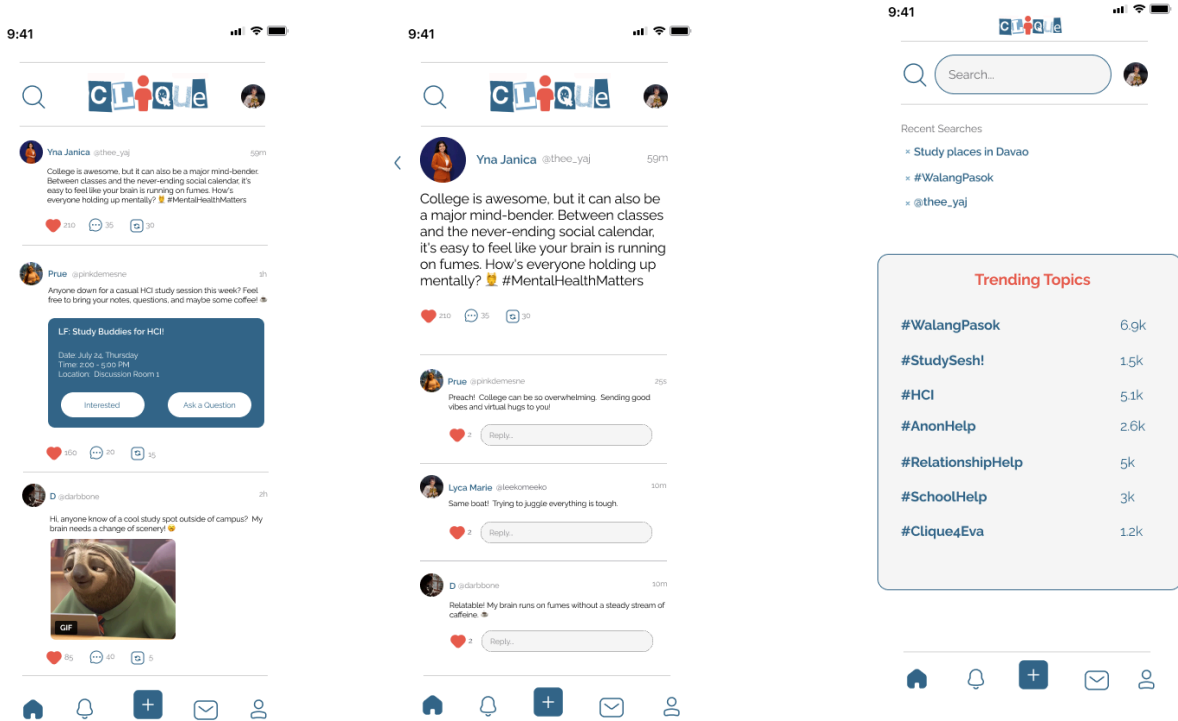 9:41
CLiQue
Yna Janica @thee_yaj 59m
College is awesome, but it can also be a major mind-bender.
Between classes and the never-ending social calendar, it's
easy to feel like your brain is running on fumes. How's
everyone holding up mentally? #MentalHealthMatters
210 35 30
Prue @pinkdemesne 1h
Anyone down for a casual HCI study session this week? Feel
free to bring your notes, questions, and maybe some coffee!
LF: Study Buddies for HCI!
Date: July 24, Thursday
Time: 2:00 - 5:00 PM
Location: Discussion Room 1
Interested Ask a Question
160 20 15
D @darbbone 2h
Hi, anyone know of a cool study spot outside of campus? My
brain needs a change of scenery!
GIF
85 40 5
9:41
CLiQue
Yna Janica @thee_yaj 59m
College is awesome, but it can also be
a major mind-bender. Between classes
and the never-ending social calendar,
it's easy to feel like your brain is running
on fumes. How's everyone holding up
mentally? #MentalHealthMatters
210 35 30
Prue @pinkdemesne 25s
Preach! College can be so overwhelming. Sending good
vibes and virtual hugs to you!
2 Reply...
Lyca Marie @leekomeeko 10m
Same boat! Trying to juggle everything is tough.
2 Reply...
D @darbbone 10m
Relatable! My brain runs on fumes without a steady stream of
caffeine.
2 Reply...
9:41
CLiQue
Search...
Recent Searches
× Study places in Davao
× #WalangPasok
× @thee_yaj
Trending Topics
#WalangPasok 6.9k
#StudySesh! 1.5k
#HCI 5.1k
#AnonHelp 2.6k
#RelationshipHelp 5k
#SchoolHelp 3k
#Clique4Eva 1.2k